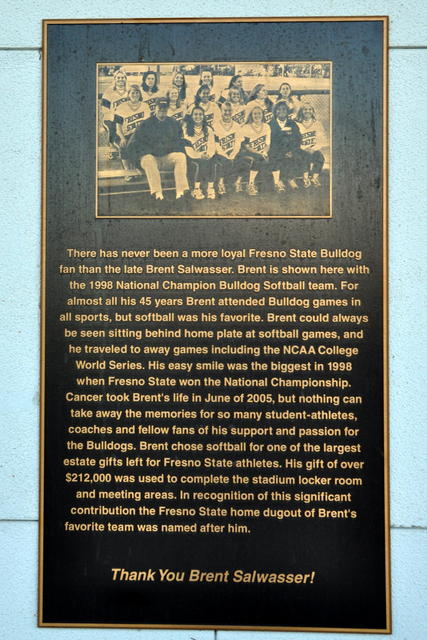 There has never been a more loyal Fresno State Bulldog
fan than the late Brent Salwasser. Brent is shown here with
the 1998 National Champion Bulldog Softball team. For
almost all his 45 years Brent attended Bulldog games in
all sports, but softball was his favorite. Brent could always
be seen sitting behind home plate at softball games, and
he traveled to away games including the NCAA College
World Series. His easy smile was the biggest in 1998
when Fresno State won the National Championship.
Cancer took Brent's life in June of 2005, but nothing can
take away the memories for so many student-athletes,
coaches and fellow fans of his support and passion for
the Bulldogs. Brent chose softball for one of the largest
estate gifts left for Fresno State athletes. His gift of over
$212,000 was used to complete the stadium locker room
and meeting areas. In recognition of this significant
contribution the Fresno State home dugout of Brent's
favorite team was named after him.
Thank You Brent Salwasser!